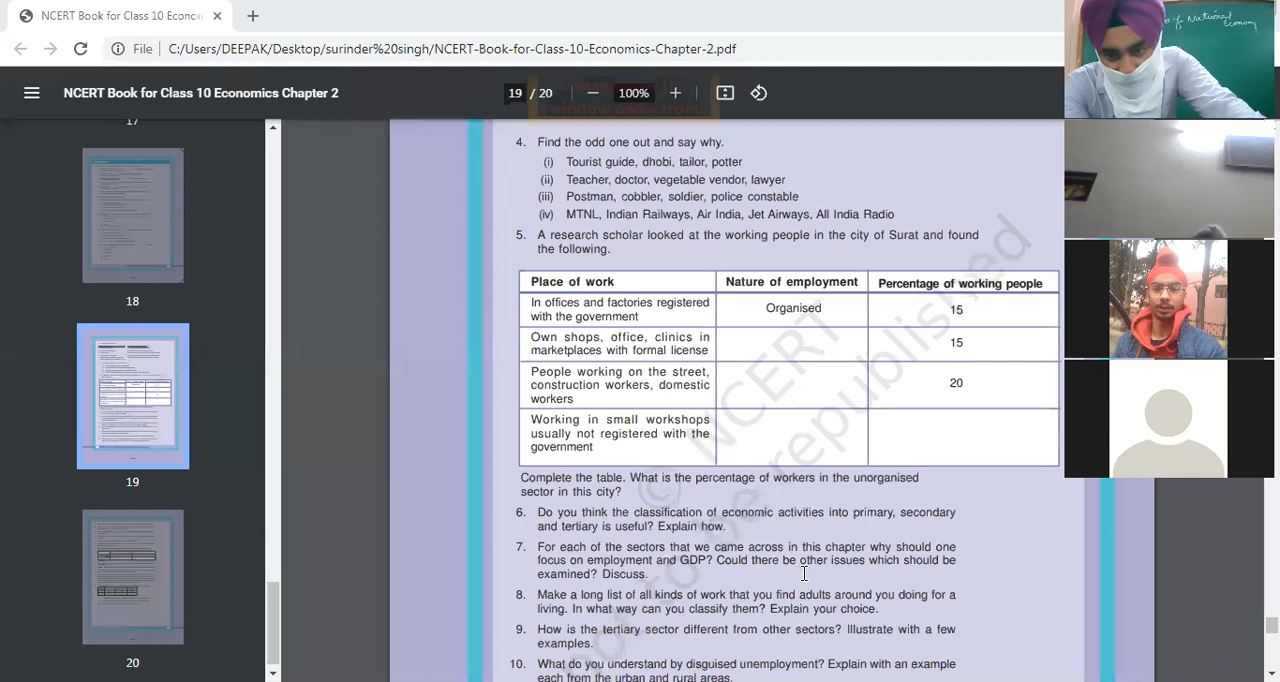 NCERT Book for Class 10 Econo
File
C:/Users/DEEPAK/Desktop/surinder%20singh/NCERT-Book-for-Class-10-Economics-Chapter-2.pdf
of National
Economy
NCERT Book for Class 10 Economics Chapter 2
19 / 20
100%
window away from
17
18
19
20
4. Find the odd one out and say why.
(i) Tourist guide, dhobi, tailor, potter
(ii) Teacher, doctor, vegetable vendor, lawyer
(iii) Postman, cobbler, soldier, police constable
(iv) MTNL, Indian Railways, Air India, Jet Airways, All India Radio
5. A research scholar looked at the working people in the city of Surat and found
the following.
Place of work Nature of employment Percentage of working people
In offices and factories registered
with the government
Organised
15
Own shops, office, clinics in
marketplaces with formal license
15
People working on the street,
construction workers, domestic
workers
20
Working in small workshops
usually not registered with the
government
Complete the table. What is the percentage of workers in the unorganised
sector in this city?
6. Do you think the classification of economic activities into primary, secondary
and tertiary is useful? Explain how.
7. For each of the sectors that we came across in this chapter why should one
focus on employment and GDP? Could there be other issues which should be
examined? Discuss.
8. Make a long list of all kinds of work that you find adults around you doing for a
living. In what way can you classify them? Explain your choice.
9. How is the tertiary sector different from other sectors? Illustrate with a few
examples.
10. What do you understand by disguised unemployment? Explain with an example
each from the urban and rural areas.
© NCERT
be republished